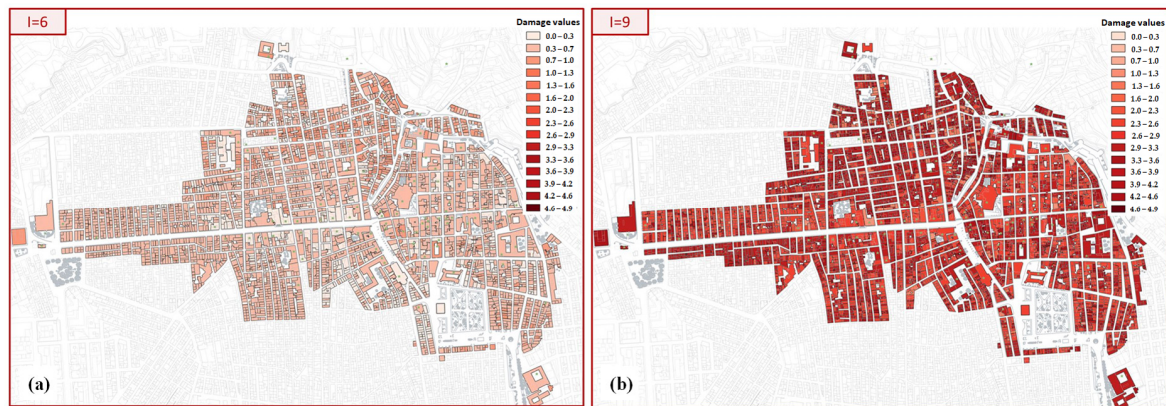 I=6
Damage values
0.0 – 0.3
0.3 – 0.7
0.7 – 1.0
1.0 – 1.3
1.3 – 1.6
1.6 – 2.0
2.0 – 2.3
2.3 – 2.6
2.6 – 2.9
2.9 – 3.3
3.3 – 3.6
3.6 – 3.9
3.9 – 4.2
4.2 – 4.6
4.6 – 4.9
(a)
I=9
Damage values
0.0 – 0.3
0.3 – 0.7
0.7 – 1.0
1.0 – 1.3
1.3 – 1.6
1.6 – 2.0
2.0 – 2.3
2.3 – 2.6
2.6 – 2.9
2.9 – 3.3
3.3 – 3.6
3.6 – 3.9
3.9 – 4.2
4.2 – 4.6
4.6 – 4.9
(b)